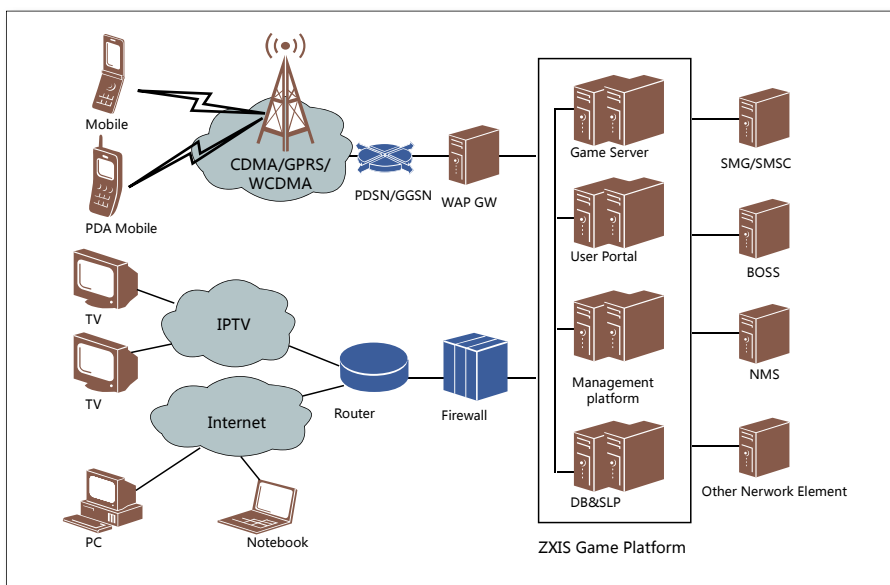 Mobile
CDMA/GPRS/
WCDMA
PDSN/GGSN
WAP GW
Game Server
SMG/SMSC
PDA Mobile
User Portal
BOSS
TV
IPTV
TV
Router
Firewall
Management
platform
NMS
Internet
PC
Notebook
DB&SLP
Other Nerwork Element
ZXIS Game Platform